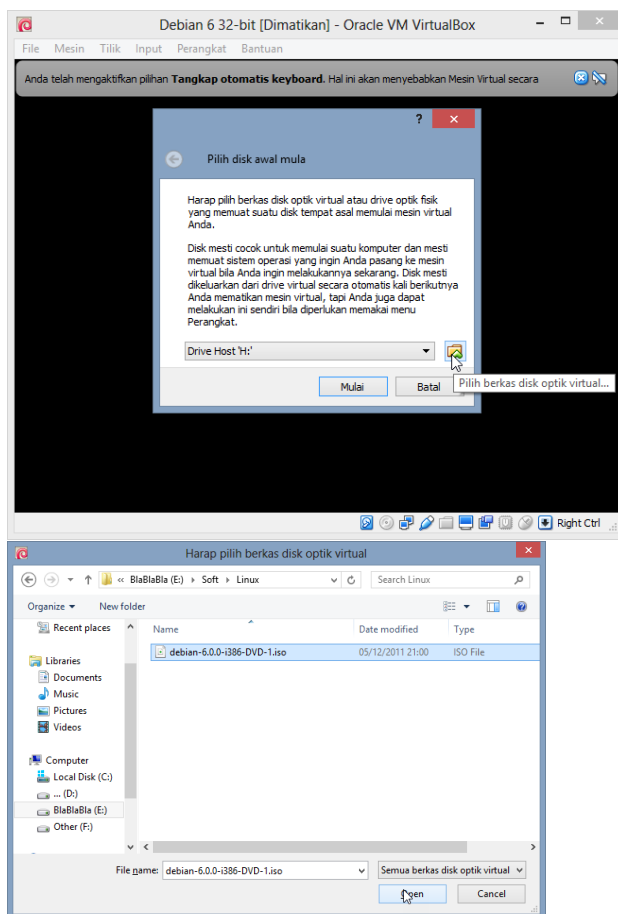 Debian 6 32-bit [Dimatikan] - Oracle VM VirtualBox
File Mesin Tilik Input Perangkat Bantuan
Anda telah mengaktifkan pilihan Tangkap otomatis keyboard. Hal ini akan menyebabkan Mesin Virtual secara
?
Pilih disk awal mula
Harap pilih berkas disk optik virtual atau drive optik fisik
yang memuat suatu disk tempat asal memulai mesin virtual
Anda.
Disk mesti cocok untuk memulai suatu komputer dan mesti
memuat sistem operasi yang ingin Anda pasang ke mesin
virtual bila Anda ingin melakukannya sekarang. Disk mesti
dikeluarkan dari drive virtual secara otomatis kali berikutnya
Anda mematikan mesin virtual, tapi Anda juga dapat
melakukan ini sendiri bila diperlukan memakai menu
Perangkat.
Drive Host 'H:'
Mulai Batal
Pilih berkas disk optik virtual...
Right Ctrl
Harap pilih berkas disk optik virtual
« BlaBlaBla (E:) Soft Linux Search Linux
Organize New folder
Recent places Name Date modified Type
debian-6.0.0-i386-DVD-1.iso 05/12/2011 21:00 ISO File
Libraries
Documents
Music
Pictures
Videos
Computer
Local Disk (C:)
... (D:)
BlaBlaBla (E:)
Other (F:)
File name: debian-6.0.0-i386-DVD-1.iso Semua berkas disk optik virtual
Open Cancel